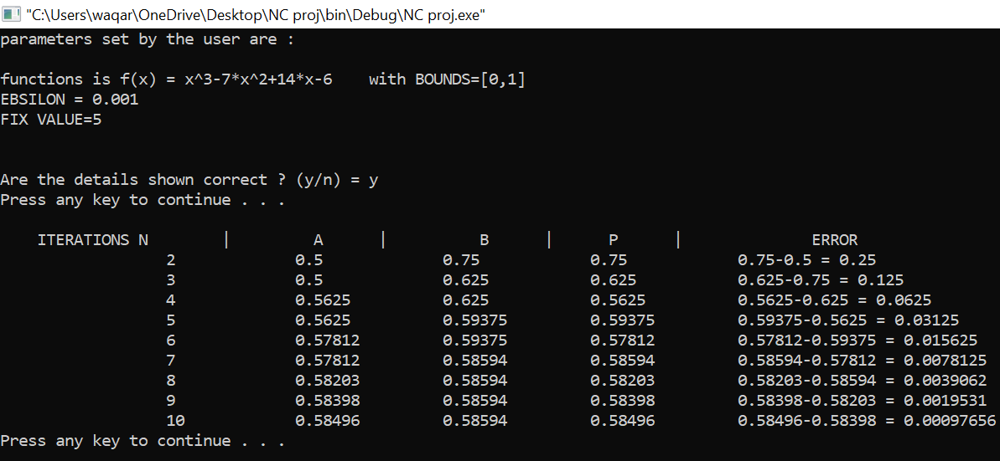 "C:\Users\waqar\OneDrive\Desktop\NC proj\bin\Debug\NC proj.exe"
parameters set by the user are :
functions is f(x) = x^3-7*x^2+14*x-6    with BOUNDS=[0,1]
EBSILON = 0.001
FIX VALUE=5
Are the details shown correct ? (y/n) = y
Press any key to continue . . .
ITERATIONS N | A | B | P | ERROR
2 0.5 0.75 0.75 0.75-0.5 = 0.25
3 0.5 0.625 0.625 0.625-0.75 = 0.125
4 0.5625 0.625 0.5625 0.5625-0.625 = 0.0625
5 0.5625 0.59375 0.59375 0.59375-0.5625 = 0.03125
6 0.57812 0.59375 0.57812 0.57812-0.59375 = 0.015625
7 0.57812 0.58594 0.58594 0.58594-0.57812 = 0.0078125
8 0.58203 0.58594 0.58203 0.58203-0.58594 = 0.0039062
9 0.58398 0.58594 0.58398 0.58398-0.58203 = 0.0019531
10 0.58496 0.58594 0.58496 0.58496-0.58398 = 0.00097656
Press any key to continue . . .